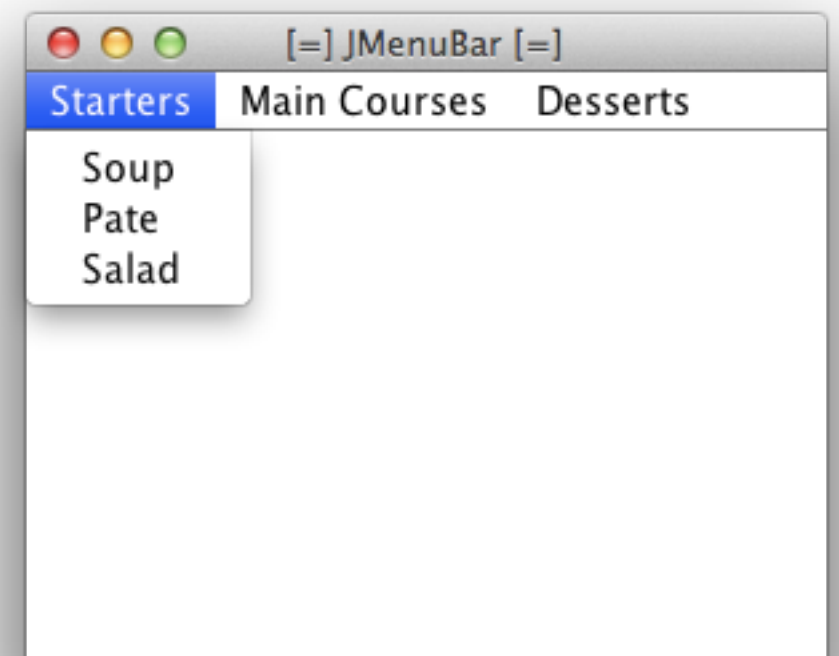 [=] JMenuBar [=]
Starters Main Courses Desserts
Soup
Pate
Salad